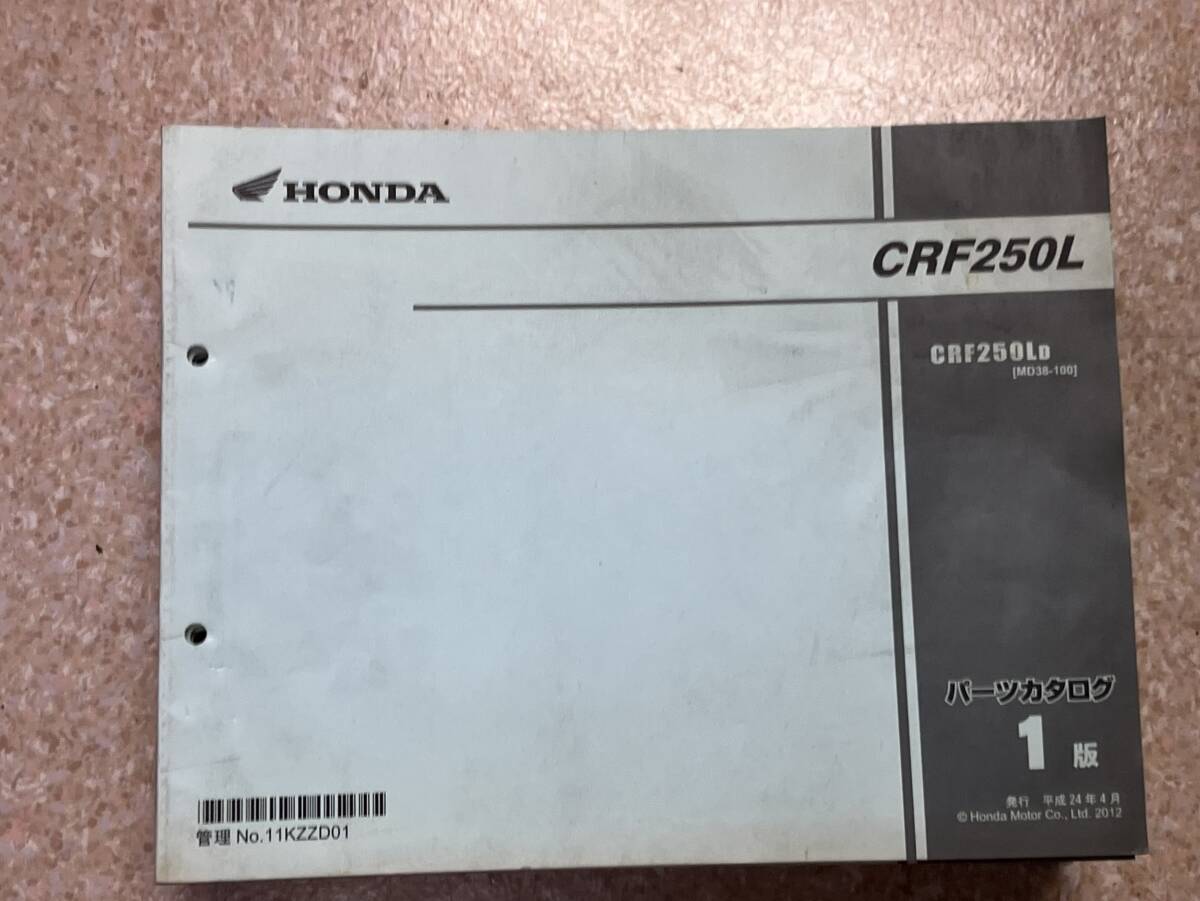 HONDA
CRF250L
CRF250LD
[MD38-100]
パーツカタログ
1版
発行 平成24年4月
© Honda Motor Co., Ltd. 2012
管理 No.11KZZD01